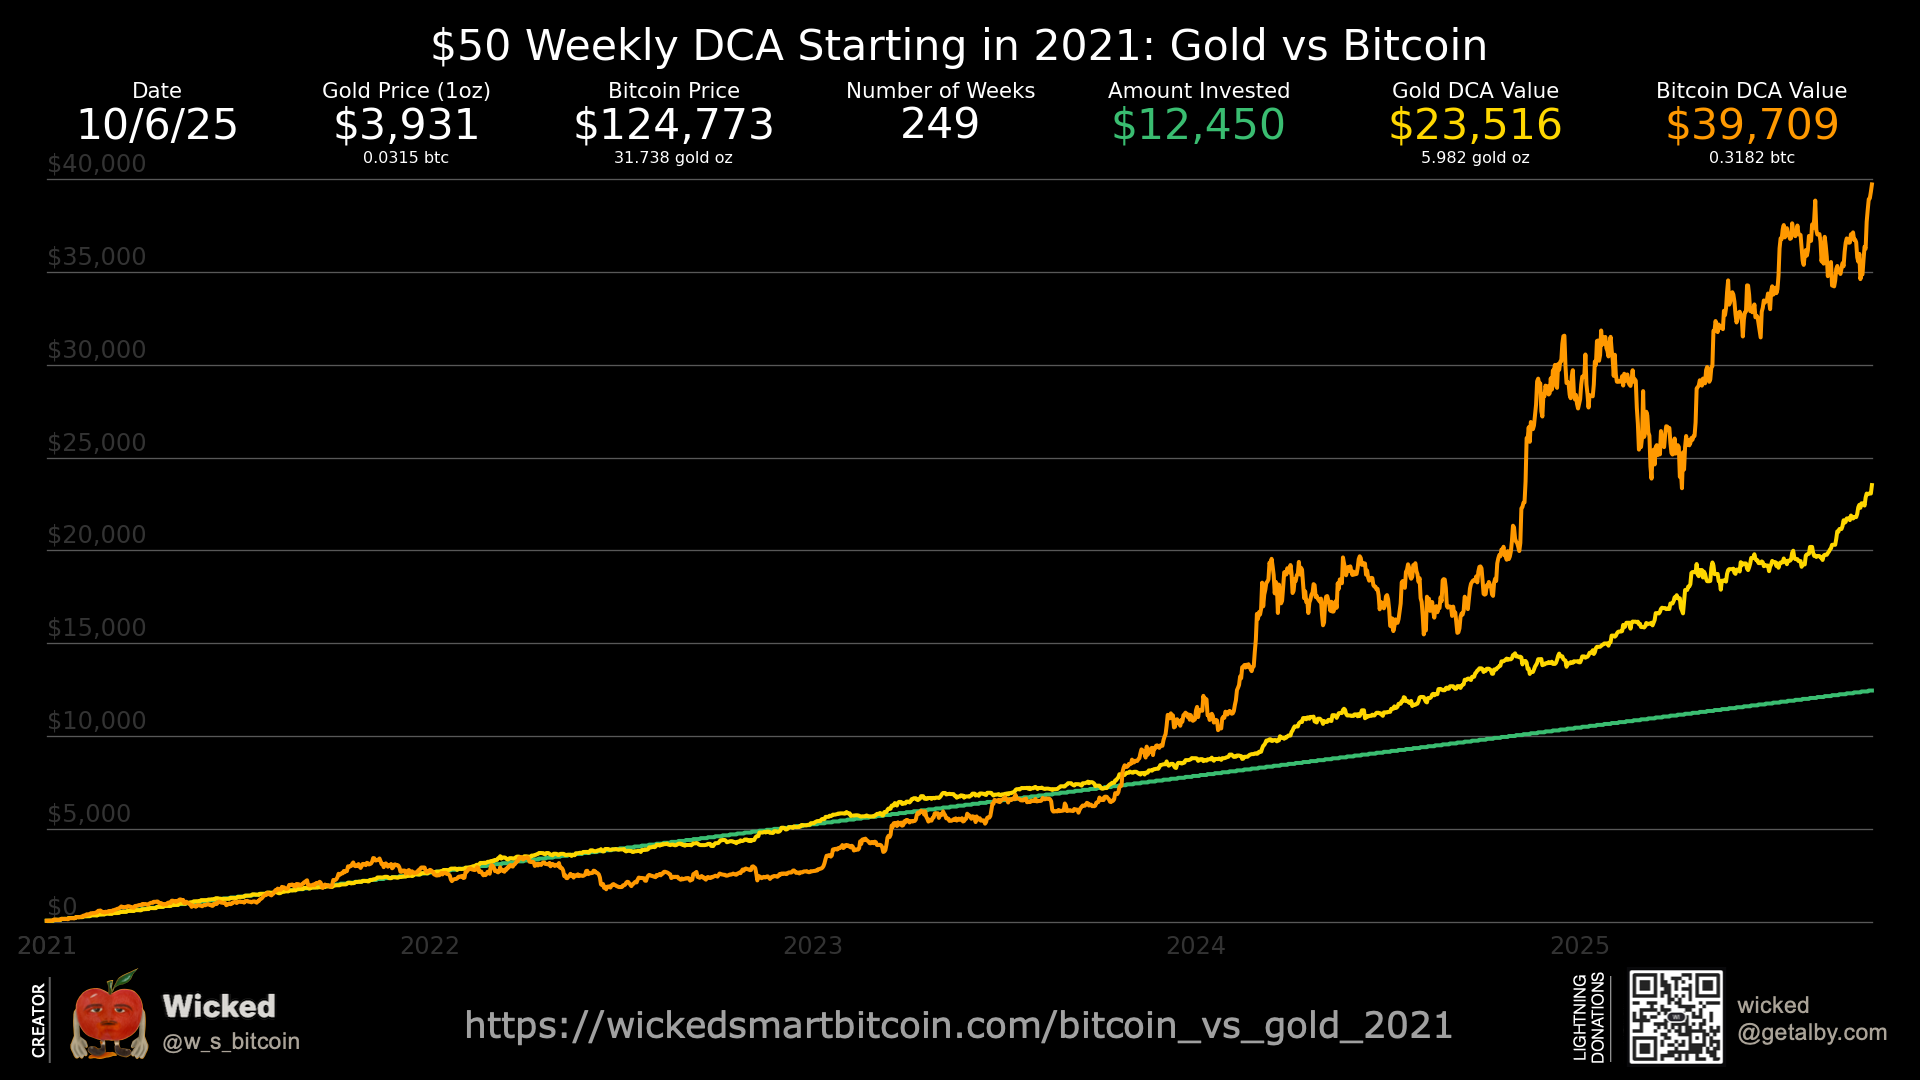 $50 Weekly DCA Starting in 2021: Gold vs Bitcoin
Date
10/6/25
Gold Price (1oz)
$3,931
0.0315 btc
Bitcoin Price
$124,773
31.738 gold oz
Number of Weeks
249
Amount Invested
$12,450
Gold DCA Value
$23,516
5.982 gold oz
Bitcoin DCA Value
$39,709
0.3182 btc
$40,000
$35,000
$30,000
$25,000
$20,000
$15,000
$10,000
$5,000
$0
2021
2022
2023
2024
2025
CREATOR
Wicked
@w_s_bitcoin
https://wickedsmartbitcoin.com/bitcoin_vs_gold_2021
LIGHTNING
DONATIONS
wicked
@getalby.com